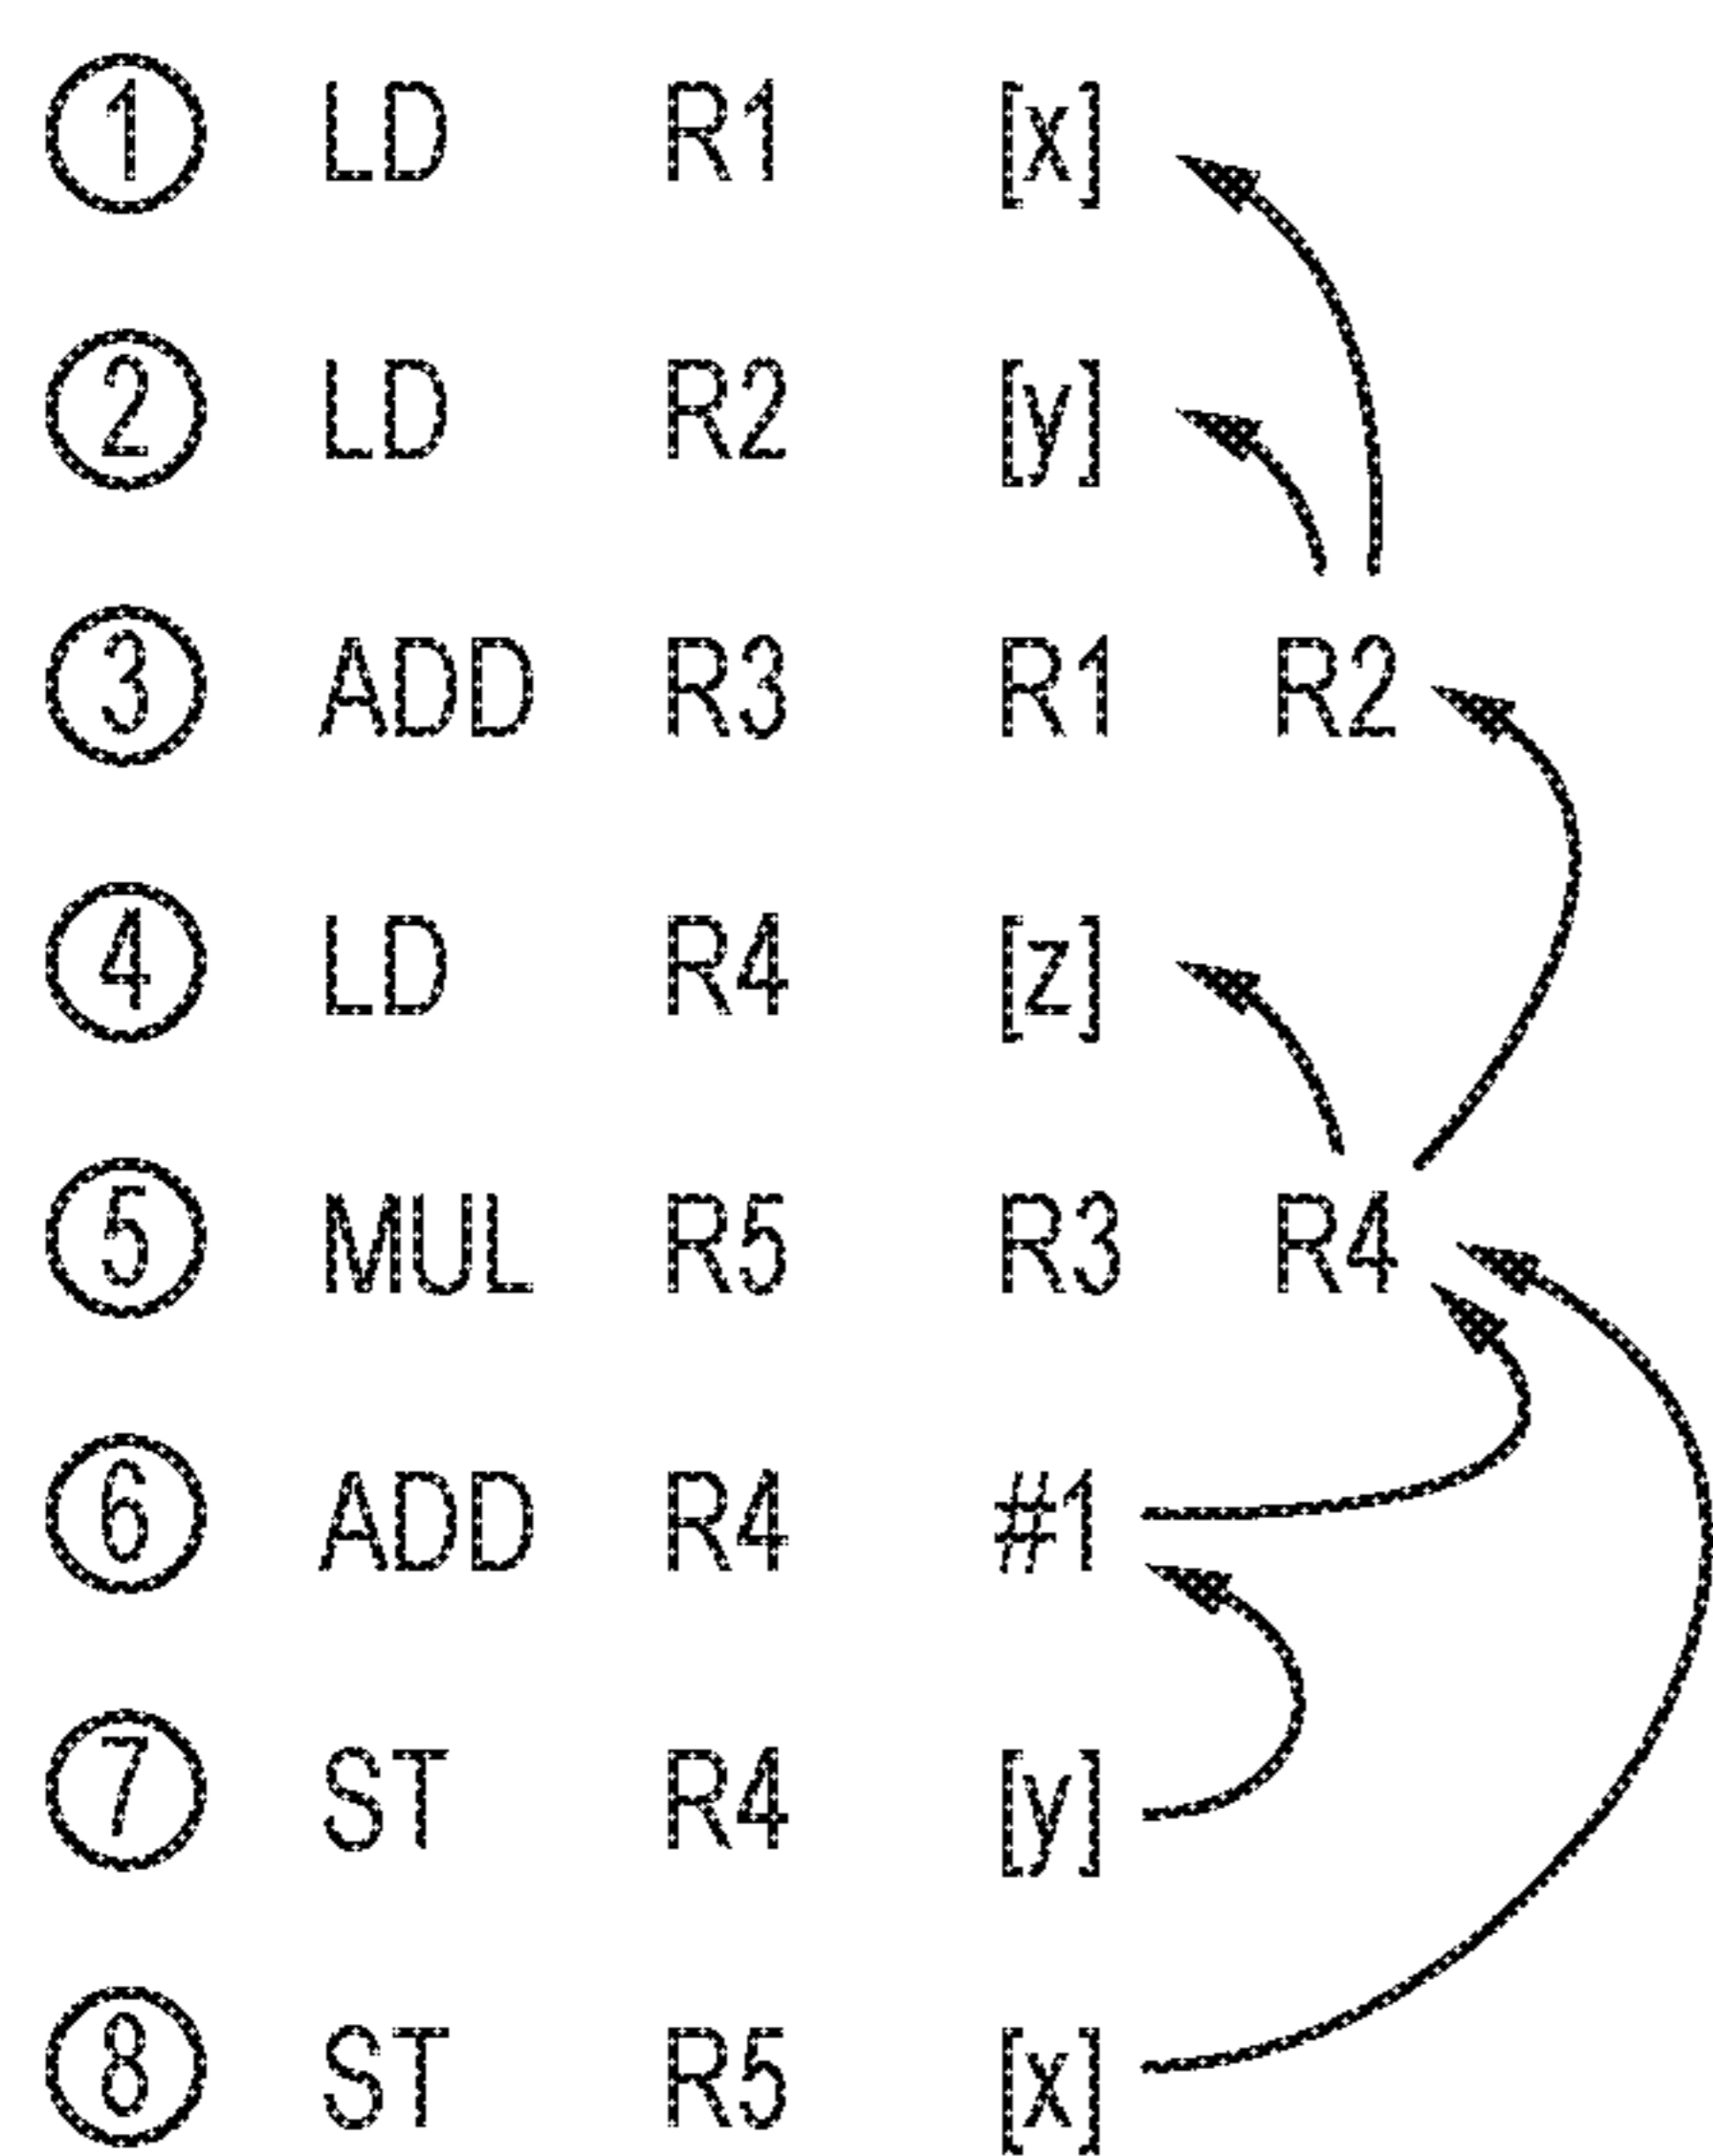 1 LD R1 [x]
2 LD R2 [y]
3 ADD R3 R1 R2
4 LD R4 [z]
5 MUL R5 R3 R4
6 ADD R4 #1
7 ST R4 [y]
8 ST R5 [x]